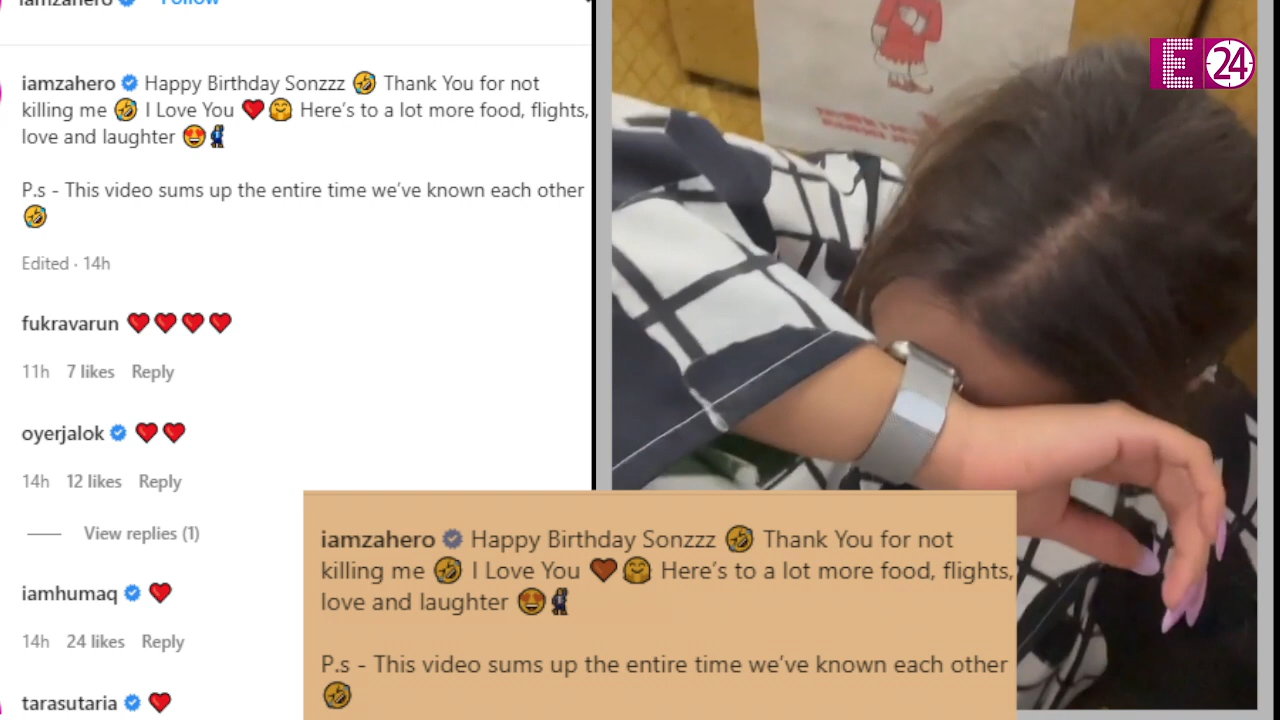 iamzahero Follow
iamzahero Happy Birthday Sonzzz 🤣 Thank You for not
killing me 🤣 I Love You ❤️🤗 Here's to a lot more food, flights,
love and laughter 😍
P.s - This video sums up the entire time we've known each other
🤣
Edited · 14h
fukravarun ❤️❤️❤️❤️
11h 7 likes Reply
oyerjalok ❤️❤️
14h 12 likes Reply
View replies (1)
iamhumaq ❤️
14h 24 likes Reply
tarasutaria ❤️
E24
iamzahero Happy Birthday Sonzzz 🤣 Thank You for not
killing me 🤣 I Love You ❤️🤗 Here's to a lot more food, flights,
love and laughter 😍
P.s - This video sums up the entire time we've known each other
🤣